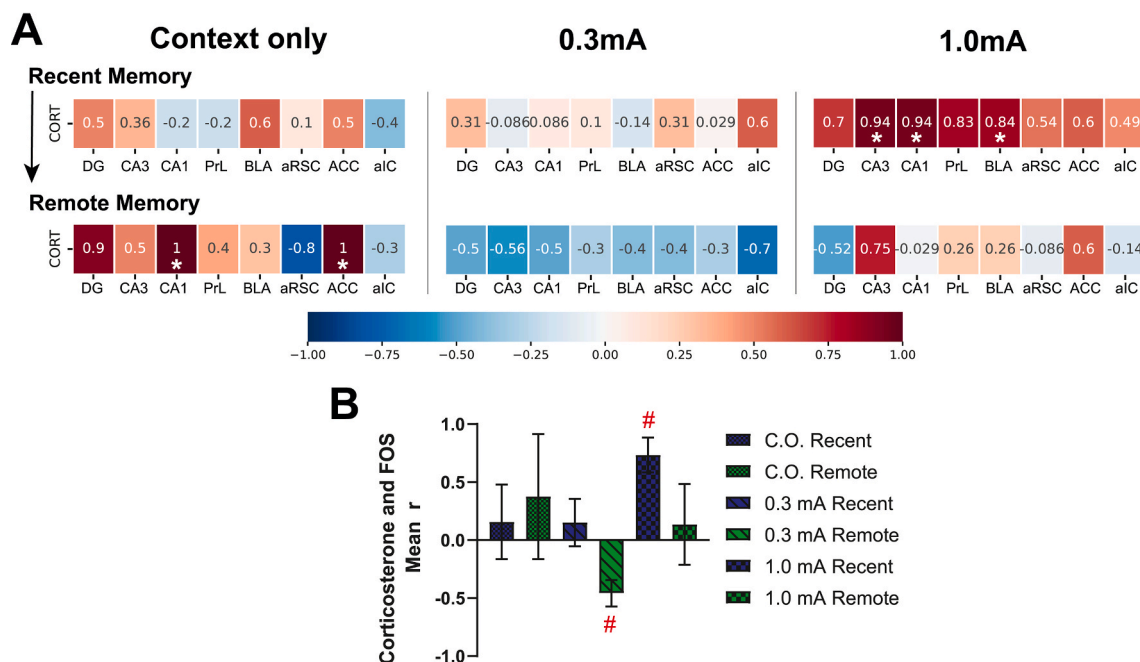 A
Context only 0.3mA 1.0mA
Recent Memory
CORT 0.5 0.36 -0.2 -0.2 0.6 0.1 0.5 -0.4 0.31 -0.086 0.086 0.1 -0.14 0.31 0.029 0.6 0.7 0.94 0.94 0.83 0.84 0.54 0.6 0.49
* * *
DG CA3 CA1 PrL BLA aRSC ACC aIC DG CA3 CA1 PrL BLA aRSC ACC aIC DG CA3 CA1 PrL BLA aRSC ACC aIC
Remote Memory
CORT 0.9 0.5 1 0.4 0.3 -0.8 1 -0.3 -0.5 -0.56 -0.5 -0.3 -0.4 -0.4 -0.3 -0.7 -0.52 0.75 -0.029 0.26 0.26 -0.086 0.6 -0.14
* *
DG CA3 CA1 PrL BLA aRSC ACC aIC DG CA3 CA1 PrL BLA aRSC ACC aIC DG CA3 CA1 PrL BLA aRSC ACC aIC
−1.00 −0.75 −0.50 −0.25 0.00 0.25 0.50 0.75 1.00
B
Corticosterone and FOS
Mean r
1.0
0.5
0.0
-0.5
-1.0
#
#
C.O. Recent
C.O. Remote
0.3 mA Recent
0.3 mA Remote
1.0 mA Recent
1.0 mA Remote